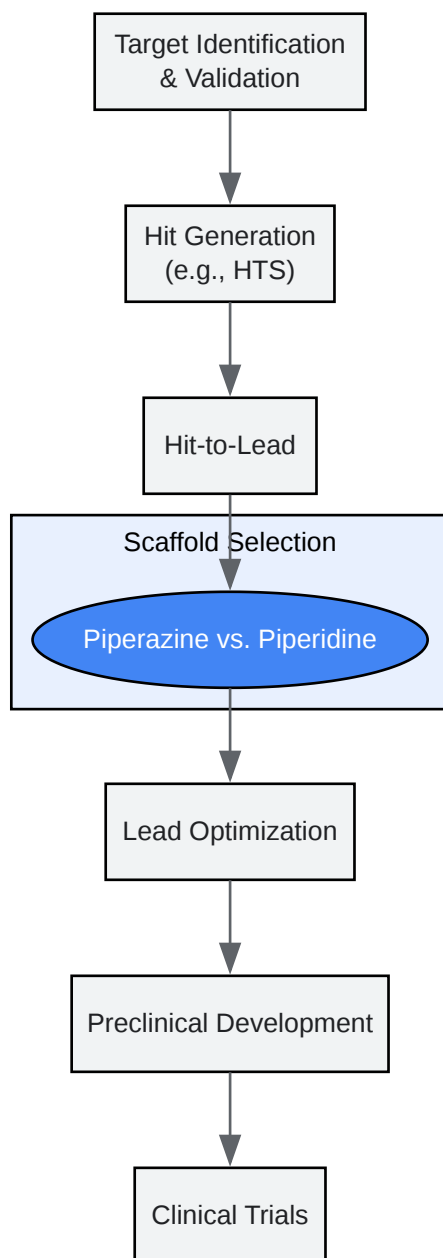 Target Identification
& Validation
Hit Generation
(e.g., HTS)
Hit-to-Lead
Scaffold Selection
Piperazine vs. Piperidine
Lead Optimization
Preclinical Development
Clinical Trials